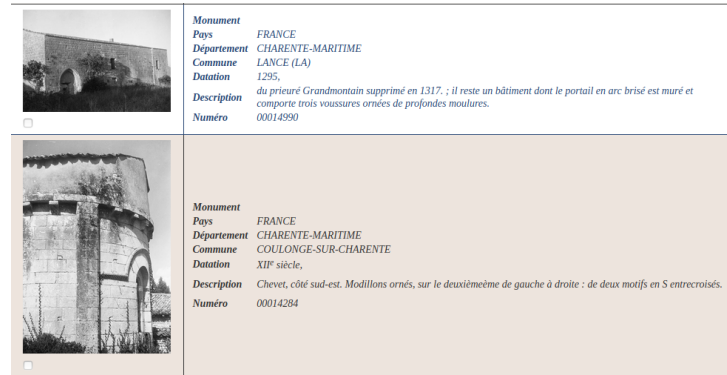 Monument
Pays FRANCE
Département CHARENTE-MARITIME
Commune LANCE (LA)
Datation 1295,
Description du prieuré Grandmontain supprimé en 1317. ; il reste un bâtiment dont le portail en arc brisé est muré et
comporte trois voussures ornées de profondes moulures.
Numéro 00014990
Monument
Pays FRANCE
Département CHARENTE-MARITIME
Commune COULONGE-SUR-CHARENTE
Datation XIIe siècle,
Description Chevet, côté sud-est. Modillons ornés, sur le deuxièmeème de gauche à droite : de deux motifs en S entrecroisés.
Numéro 00014284